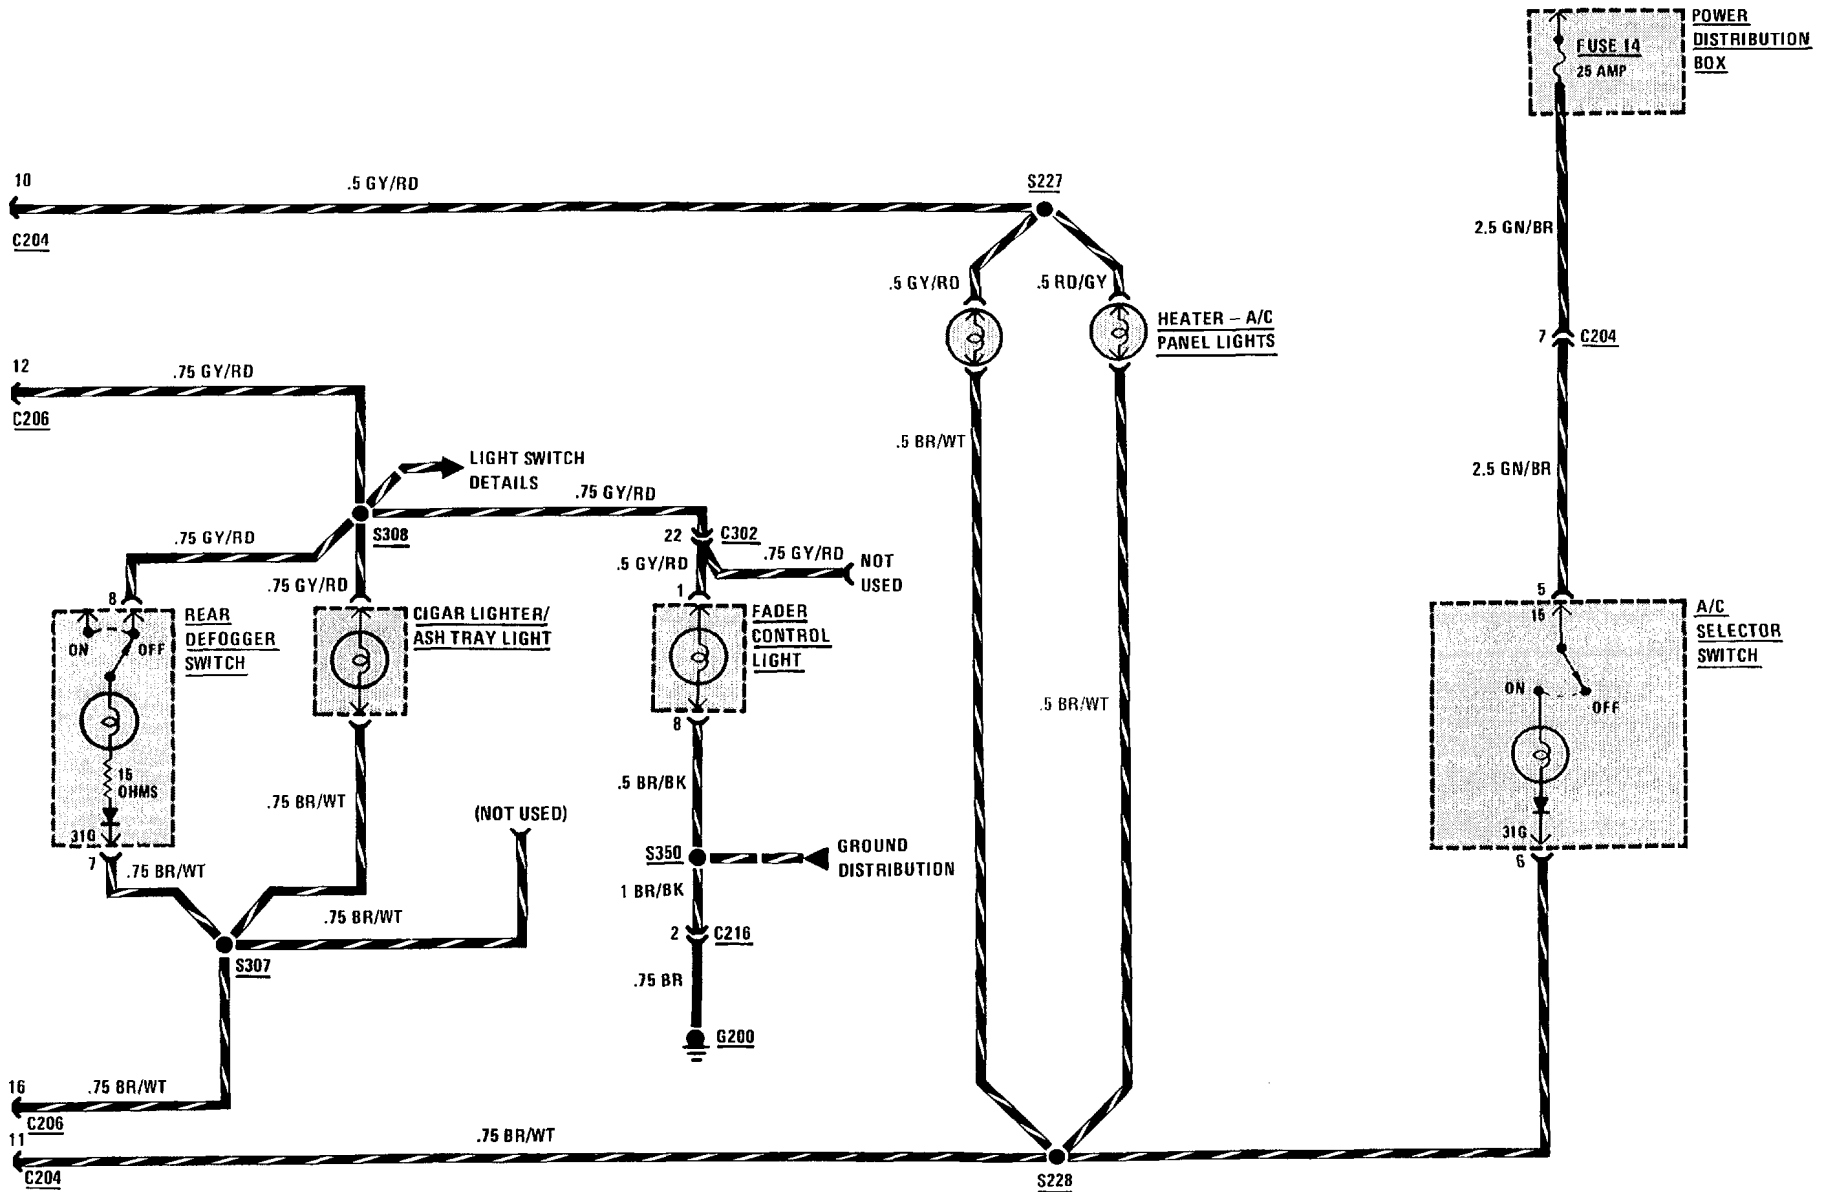 POWER
DISTRIBUTION
BOX
FUSE 14
25 AMP
10
.5 GY/RD
S227
C204
2.5 GN/BR
.5 GY/RD
.5 RD/GY
HEATER – A/C
PANEL LIGHTS
7
C204
12
.75 GY/RD
C206
.5 BR/WT
LIGHT SWITCH
DETAILS
.75 GY/RD
2.5 GN/BR
.75 GY/RD
S308
22
C302
.5 GY/RD
.75 GY/RD
NOT
USED
.75 GY/RD
8
1
5
REAR
DEFOGGER
SWITCH
ON
OFF
CIGAR LIGHTER/
ASH TRAY LIGHT
FADER
CONTROL
LIGHT
15
A/C
SELECTOR
SWITCH
ON
OFF
8
.5 BR/WT
15
OHMS
.75 BR/WT
.5 BR/BK
(NOT USED)
31G
7
.75 BR/WT
S350
GROUND
DISTRIBUTION
31G
6
1 BR/BK
.75 BR/WT
2
C216
S307
.75 BR
G200
16
.75 BR/WT
C206
11
.75 BR/WT
C204
S228